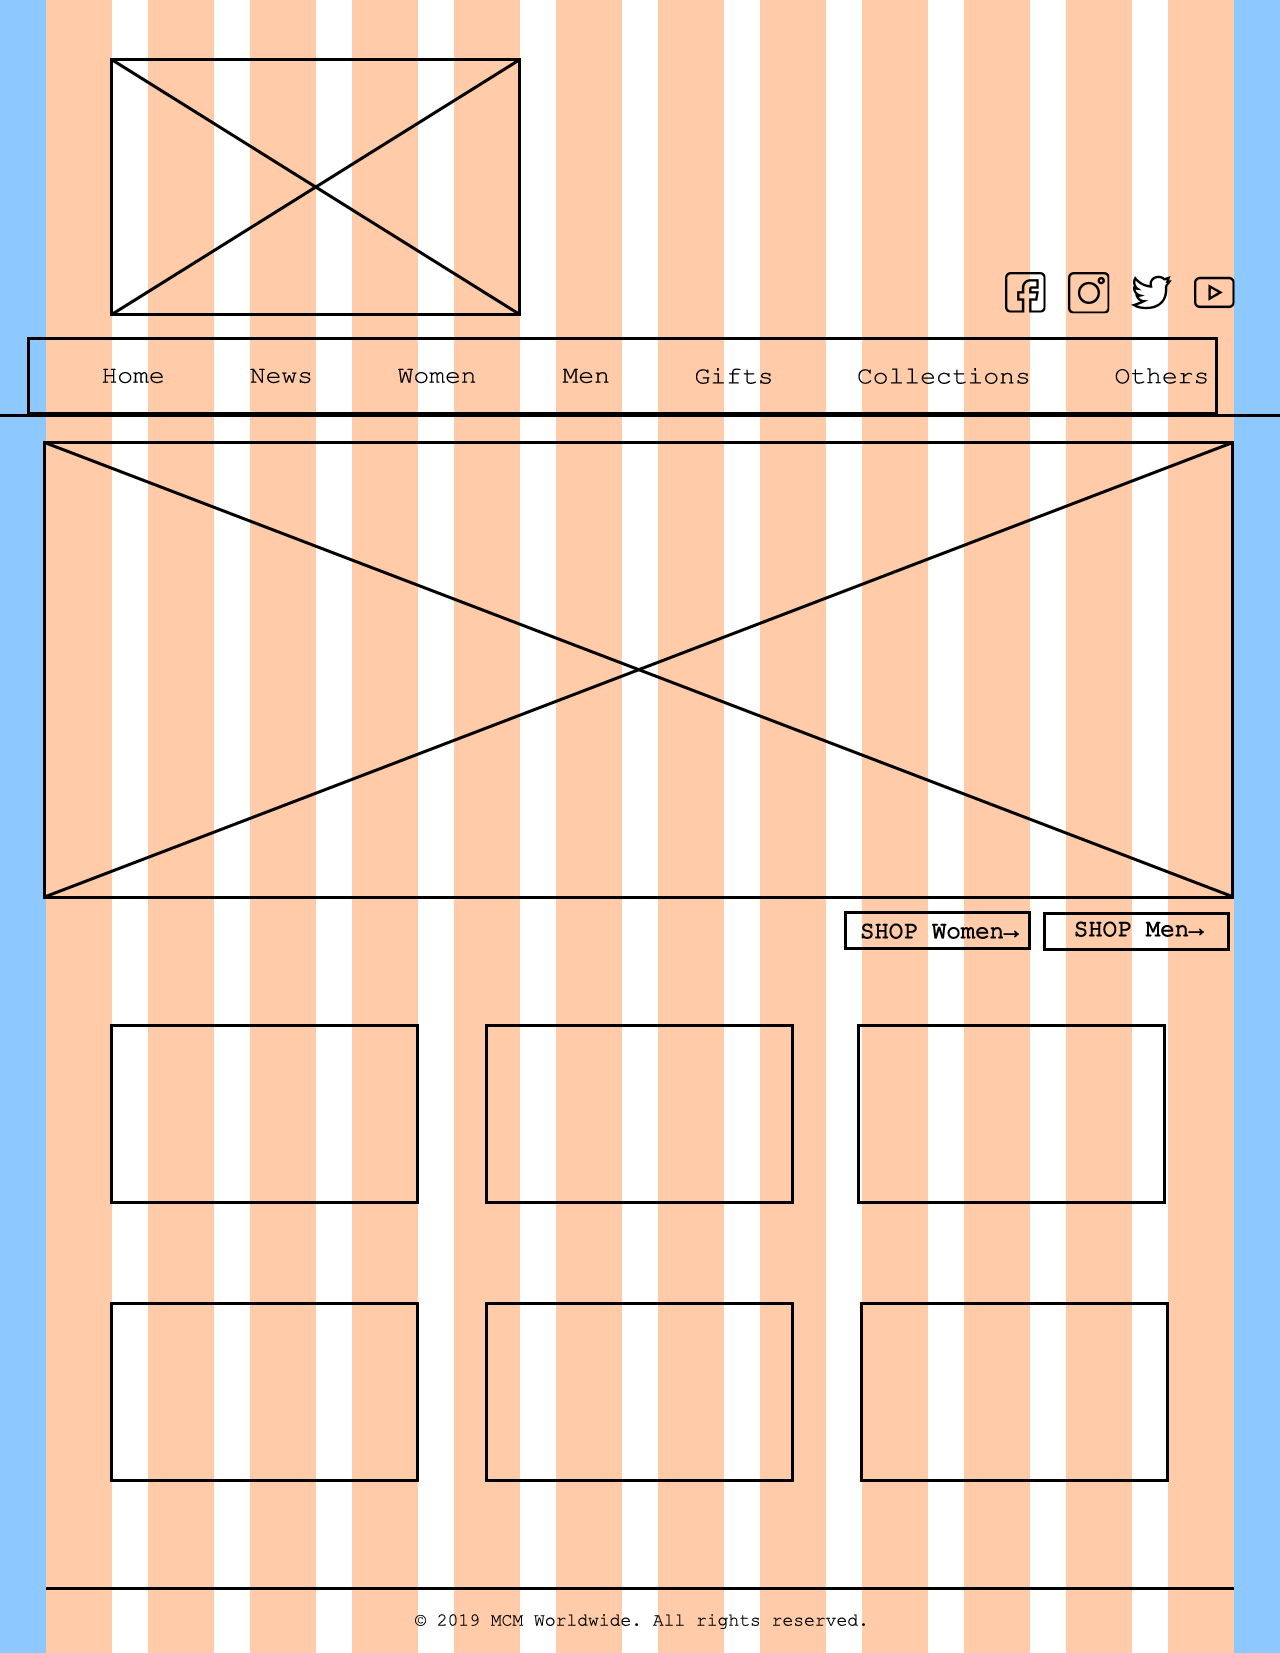 Home News Women Men Gifts Collections Others
SHOP Women→ SHOP Men→
© 2019 MCM Worldwide. All rights reserved.